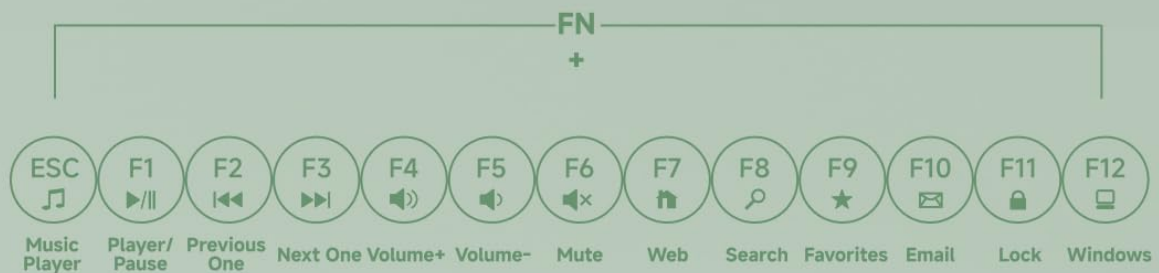 FN
+
ESC F1 F2 F3 F4 F5 F6 F7 F8 F9 F10 F11 F12
Music Player
Player/ Pause
Previous One
Next One
Volume+
Volume-
Mute
Web
Search
Favorites
Email
Lock
Windows